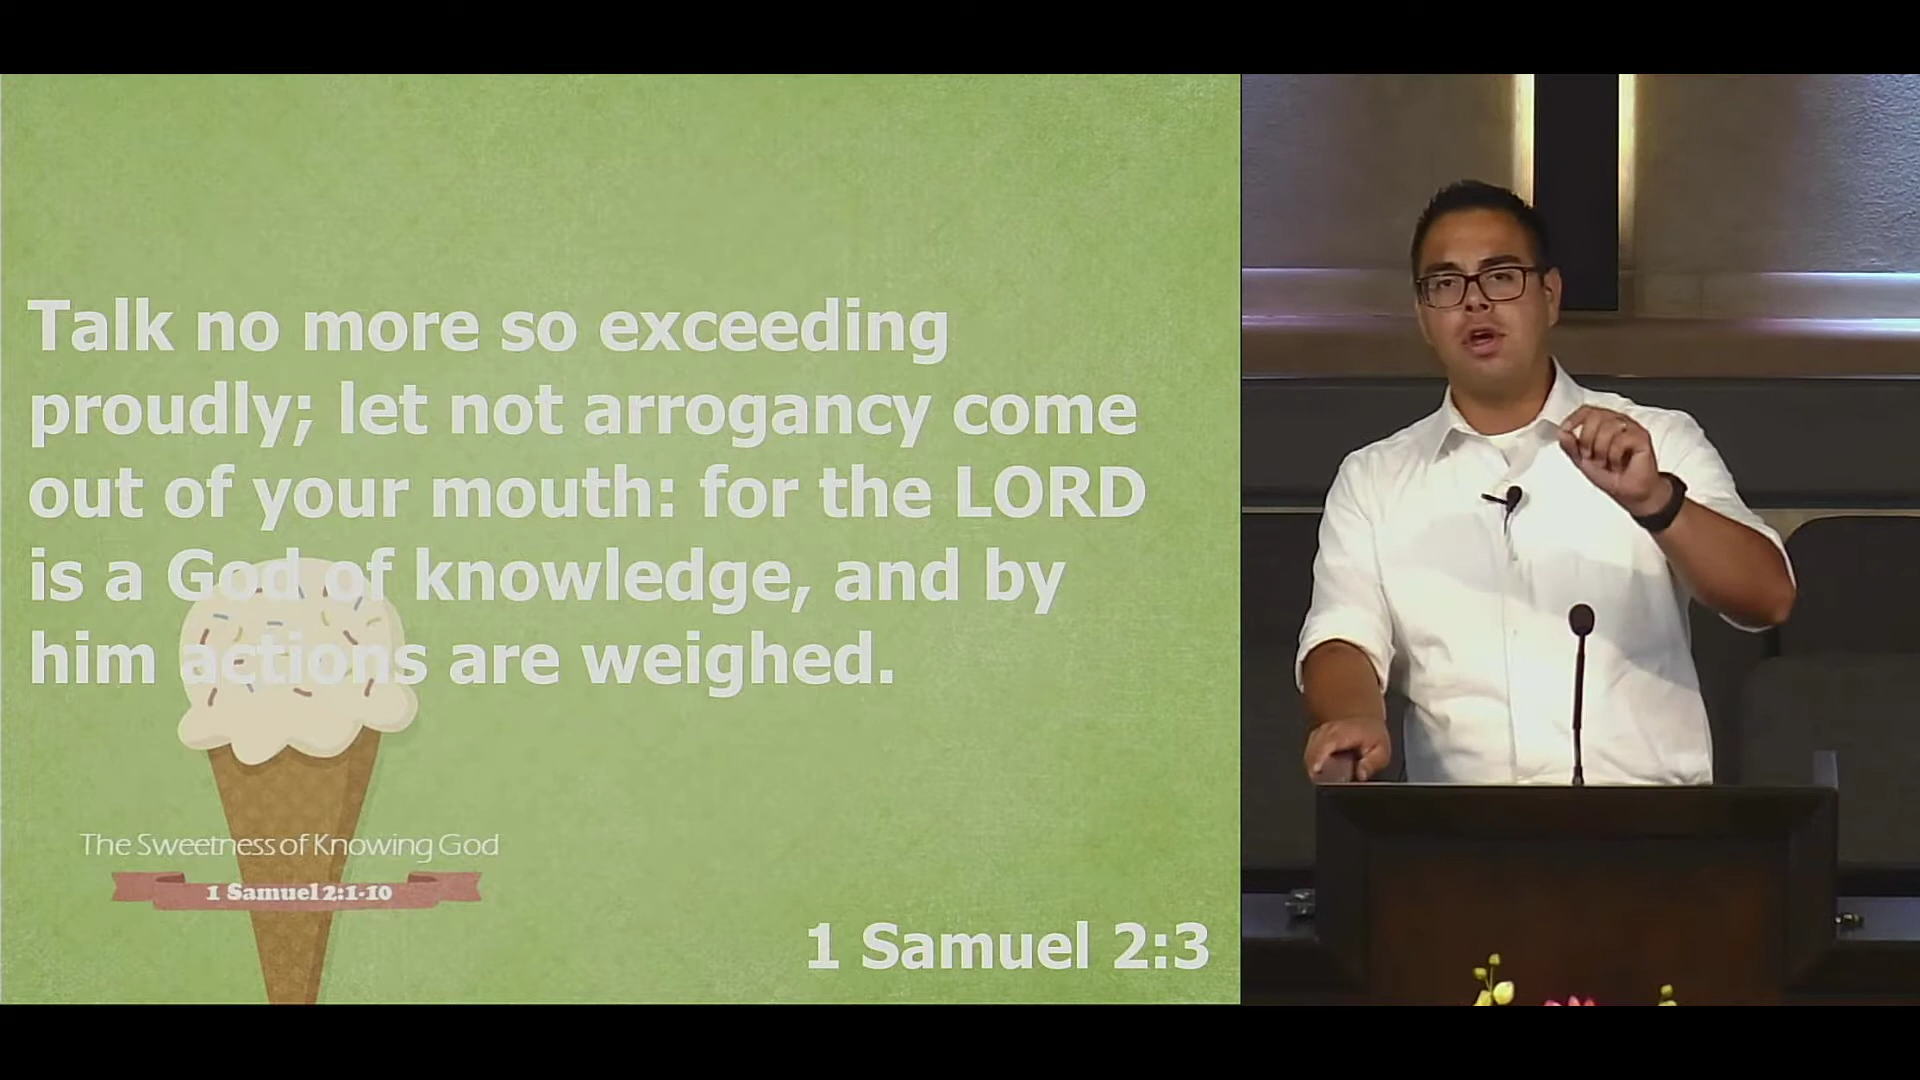 Talk no more so exceeding
proudly; let not arrogancy come
out of your mouth: for the LORD
is a God of knowledge, and by
him actions are weighed.
The Sweetness of Knowing God
1 Samuel 2:1-10
1 Samuel 2:3